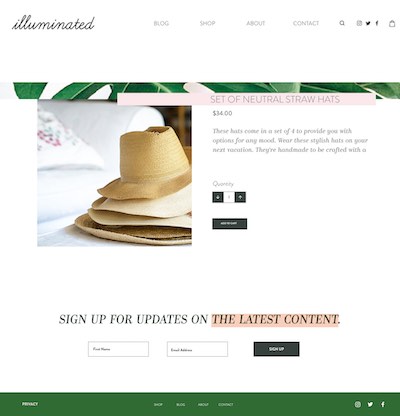 illuminated
BLOG SHOP ABOUT CONTACT
SET OF NEUTRAL STRAW HATS
$34.00
These hats come in a set of 4 to provide you with
options for any mood. Wear these stylish hats on your
next vacation. They're handmade to be crafted with a
Quantity
1
ADD TO CART
SIGN UP FOR UPDATES ON THE LATEST CONTENT.
First Name Email Address SIGN UP
PRIVACY SHOP BLOG ABOUT CONTACT